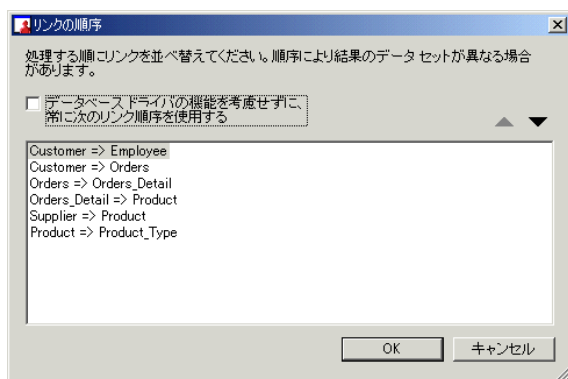 リンクの順序
処理する順にリンクを並べ替えてください。順序により結果のデータ セットが異なる場合
があります。
データベースドライバの機能を考慮せずに、
常に次のリンク順序を使用する
Customer => Employee
Customer => Orders
Orders => Orders_Detail
Orders_Detail => Product
Supplier => Product
Product => Product_Type
OK
キャンセル